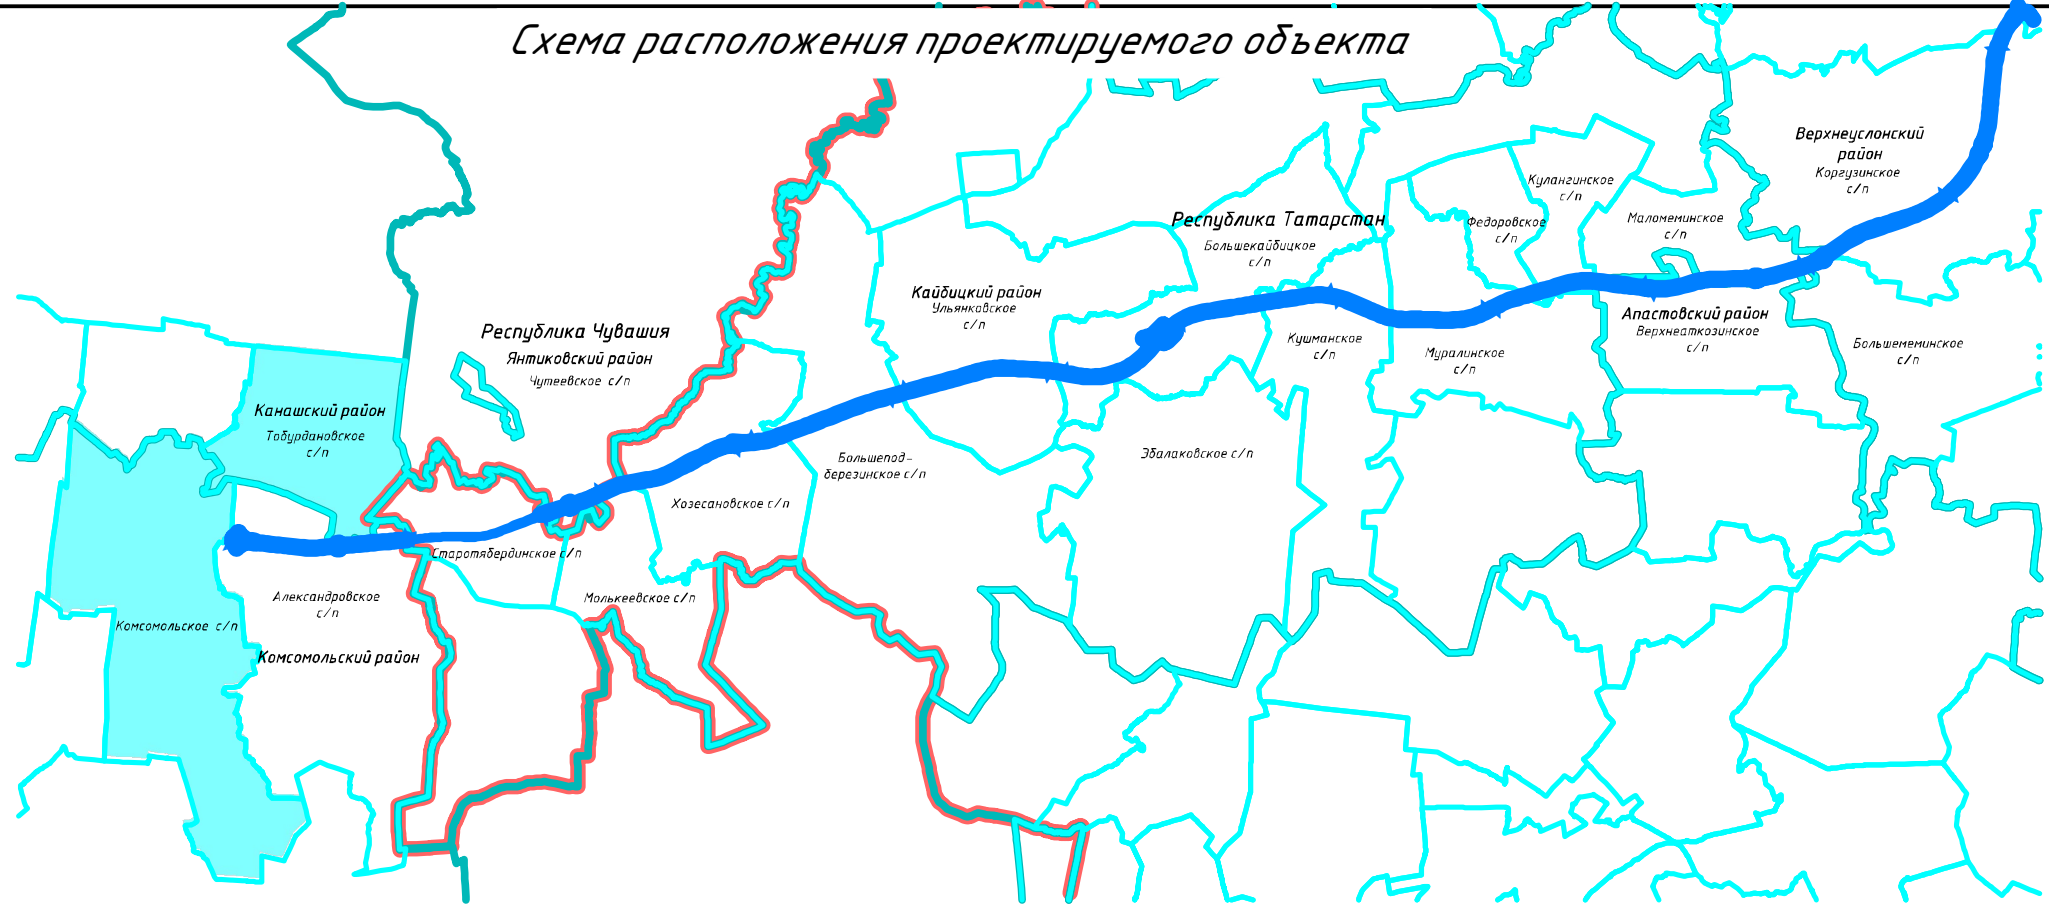 Схема расположения проектируемого объекта
Верхнеуслонский
район
Коргузинское
с/п
Кулангинское
с/п
Федоровское
с/п
Маломеминское
с/п
Республика Татарстан
Большекайбицкое
с/п
Кайбицкий район
Ульянковское
с/п
Апастовский район
Верхнеаткозинское
с/п
Республика Чувашия
Янтиковский район
Чутеевское с/п
Кушманское
с/п
Муралинское
с/п
Большемеминское
с/п
Канашский район
Тобурдановское
с/п
Большепод-
березинское с/п
Эбалаковское с/п
Хозесановское с/п
Старотябердинское с/п
Александровское
с/п
Молькеевское с/п
Комсомольское с/п
Комсомольский район